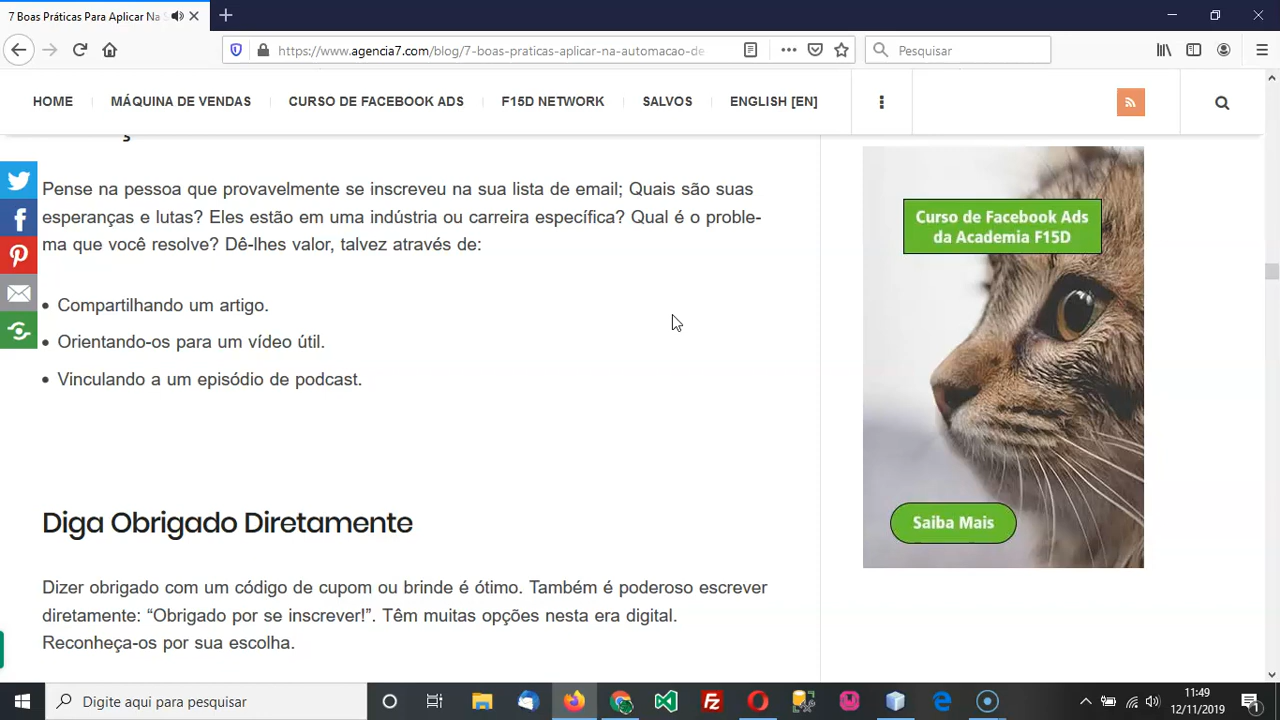 7 Boas Práticas Para Aplicar Na
https://www.agencia7.com/blog/7-boas-praticas-aplicar-na-automacao-de
Pesquisar
HOME
MÁQUINA DE VENDAS
CURSO DE FACEBOOK ADS
F15D NETWORK
SALVOS
ENGLISH [EN]
Pense na pessoa que provavelmente se inscreveu na sua lista de email; Quais são suas
esperanças e lutas? Eles estão em uma indústria ou carreira específica? Qual é o proble-
ma que você resolve? Dê-lhes valor, talvez através de:
• Compartilhando um artigo.
• Orientando-os para um vídeo útil.
• Vinculando a um episódio de podcast.
Diga Obrigado Diretamente
Dizer obrigado com um código de cupom ou brinde é ótimo. Também é poderoso escrever
diretamente: “Obrigado por se inscrever!”. Têm muitas opções nesta era digital.
Reconheça-os por sua escolha.
Curso de Facebook Ads
da Academia F15D
Saiba Mais
Digite aqui para pesquisar
11:49
12/11/2019